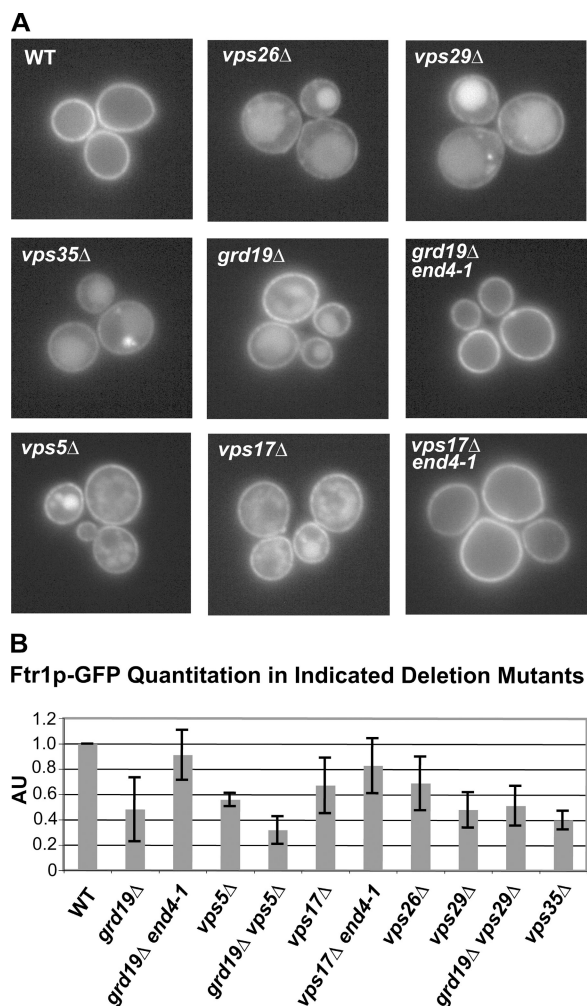 A
WT
vps26Δ
vps29Δ
vps35Δ
grd19Δ
grd19Δ
end4-1
vps5Δ
vps17Δ
vps17Δ
end4-1
B
Ftr1p-GFP Quantitation in Indicated Deletion Mutants
AU
1.2
1.0
0.8
0.6
0.4
0.2
0
WT
grd19Δ
grd19Δ end4-1
vps5Δ
grd19Δ vps5Δ
vps17Δ
vps17Δ end4-1
vps26Δ
vps29Δ
grd19Δ vps29Δ
vps35Δ